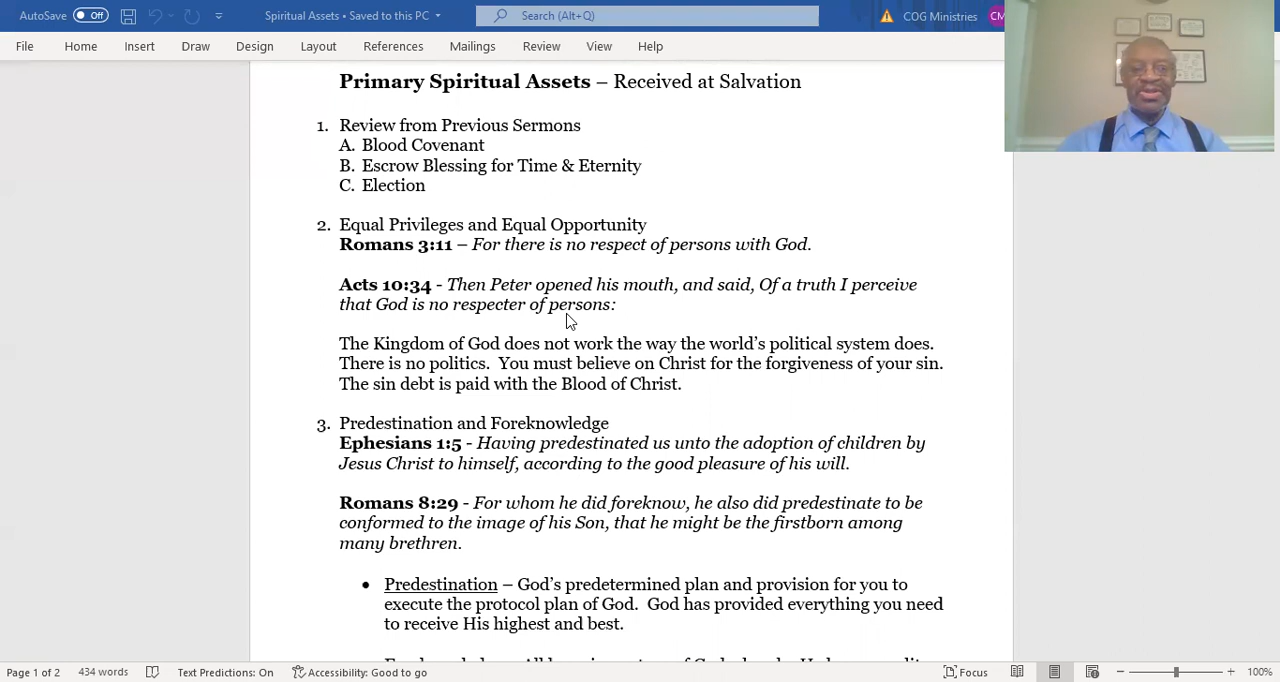 AutoSave Off Spiritual Assets • Saved to this PC Search (Alt+Q) COG Ministries CM
File Home Insert Draw Design Layout References Mailings Review View Help
Primary Spiritual Assets – Received at Salvation
1. Review from Previous Sermons
A. Blood Covenant
B. Escrow Blessing for Time & Eternity
C. Election
2. Equal Privileges and Equal Opportunity
Romans 3:11 – For there is no respect of persons with God.
Acts 10:34 - Then Peter opened his mouth, and said, Of a truth I perceive
that God is no respecter of persons:
The Kingdom of God does not work the way the world's political system does.
There is no politics. You must believe on Christ for the forgiveness of your sin.
The sin debt is paid with the Blood of Christ.
3. Predestination and Foreknowledge
Ephesians 1:5 - Having predestinated us unto the adoption of children by
Jesus Christ to himself, according to the good pleasure of his will.
Romans 8:29 - For whom he did foreknow, he also did predestinate to be
conformed to the image of his Son, that he might be the firstborn among
many brethren.
• Predestination – God's predetermined plan and provision for you to
execute the protocol plan of God. God has provided everything you need
to receive His highest and best.
Page 1 of 2 434 words Text Predictions: On Accessibility: Good to go Focus 100%